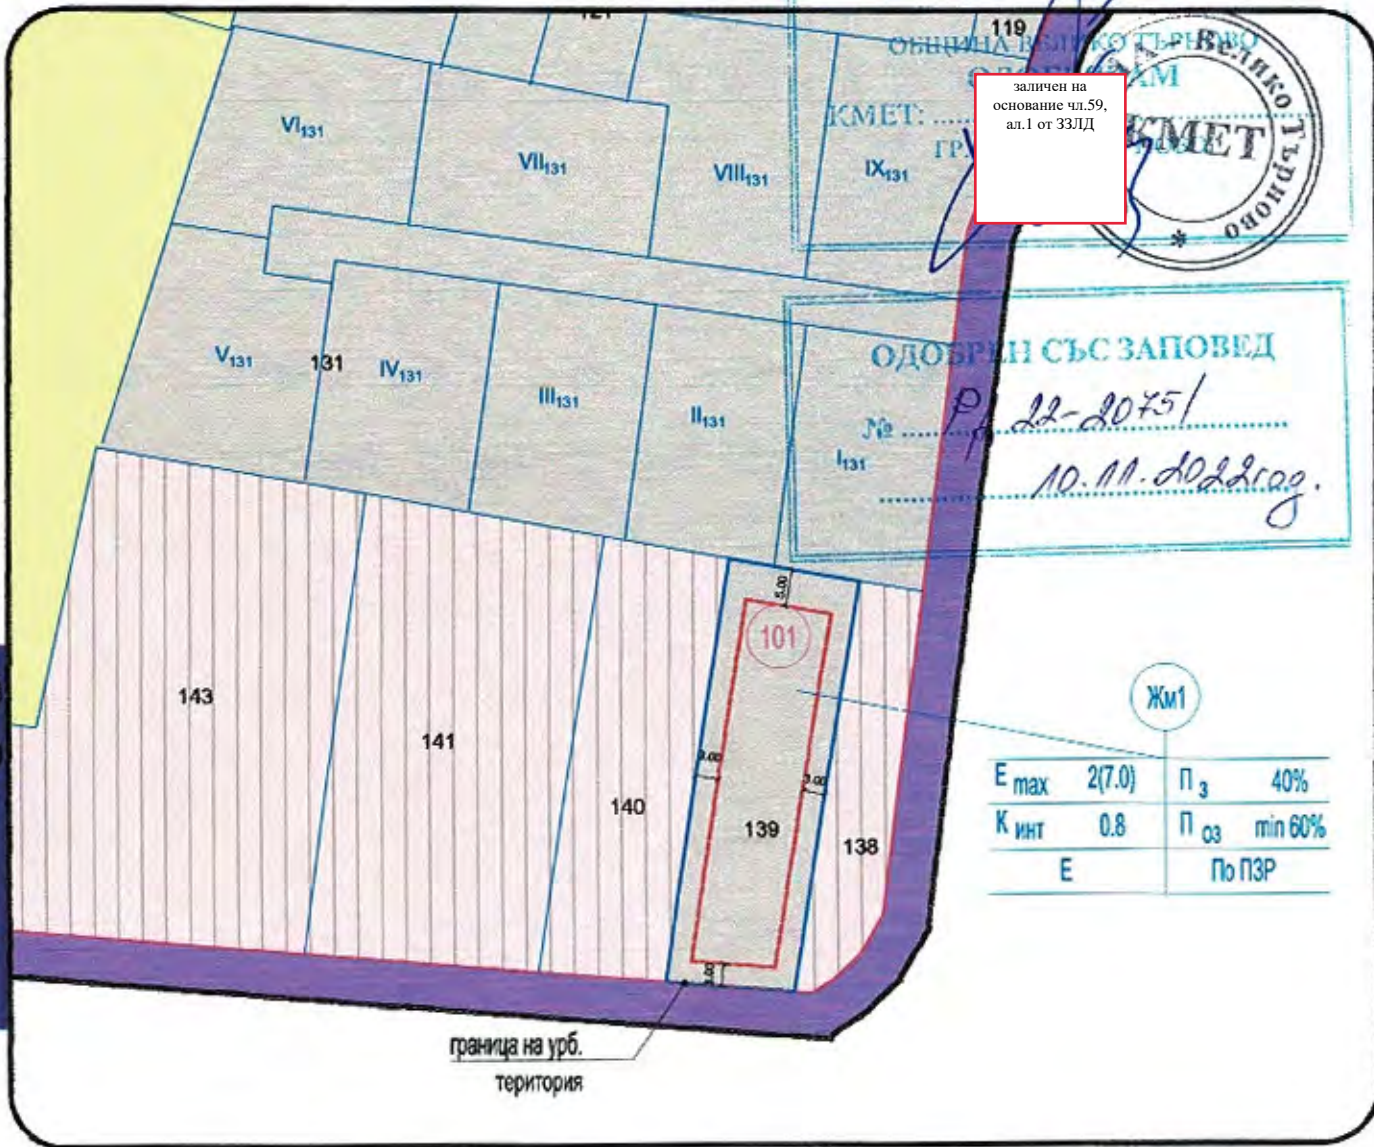 121
119
ОБЩИНА ВЕЛИКО ТЪРНОВО
КМЕТ:
заличен на
основание чл.59,
ал.1 от ЗЗЛД
Велико Търново
КМЕТ
*
VI131
VII131
VIII131
IX131
V131
131
IV131
III131
II131
I131
ОДОБРЕН СЪС ЗАПОВЕД
№ РД 22-2075/
10.11.2022год.
5.00
101
143
141
140
3.00
3.00
139
138
Жм1
E max 2(7.0) П з 40%
К инт 0.8 П оз min 60%
Е По ПЗР
граница на урб.
територия